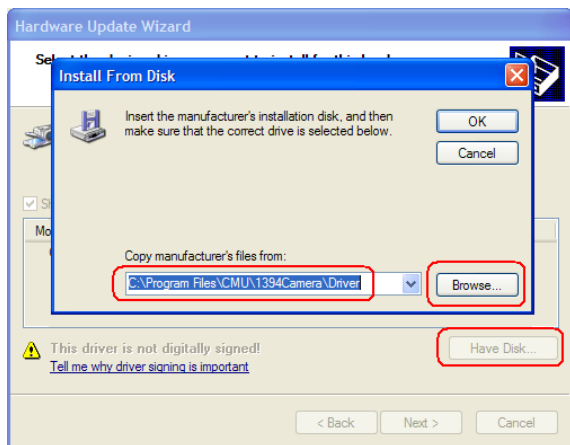 Hardware Update Wizard
Install From Disk
Insert the manufacturer's installation disk, and then
make sure that the correct drive is selected below.
OK
Cancel
Copy manufacturer's files from:
C:\Program Files\CMU\1394Camera\Driver
Browse...
This driver is not digitally signed!
Tell me why driver signing is important
Have Disk...
< Back
Next >
Cancel